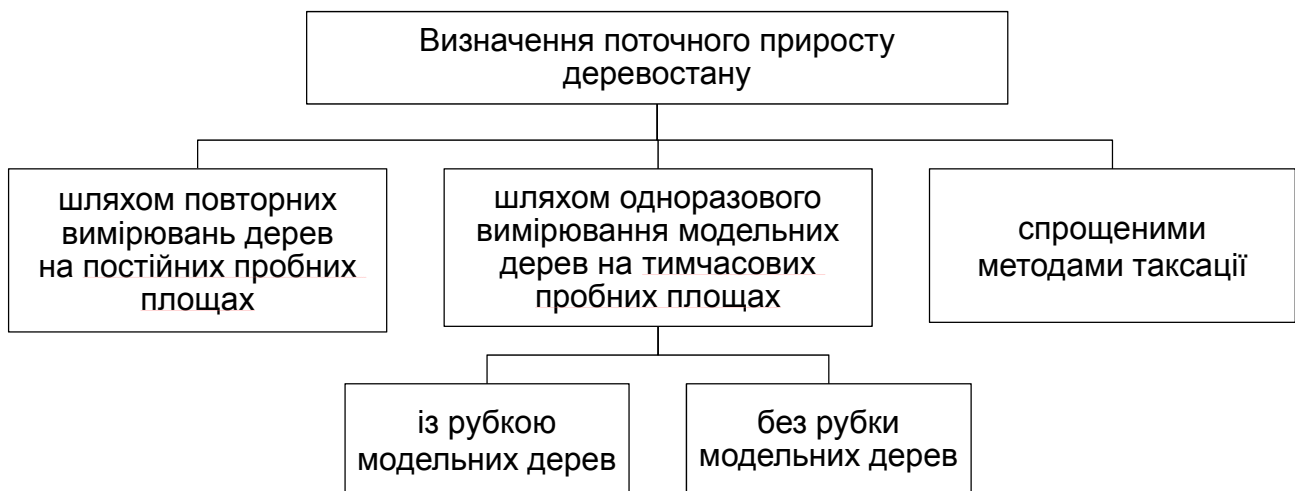 Визначення поточного приросту
деревостану
шляхом повторних
вимірювань дерев
на постійних пробних
площах
шляхом одноразового
вимірювання модельних
дерев на тимчасових
пробних площах
спрощеними
методами таксації
із рубкою
модельних дерев
без рубки
модельних дерев